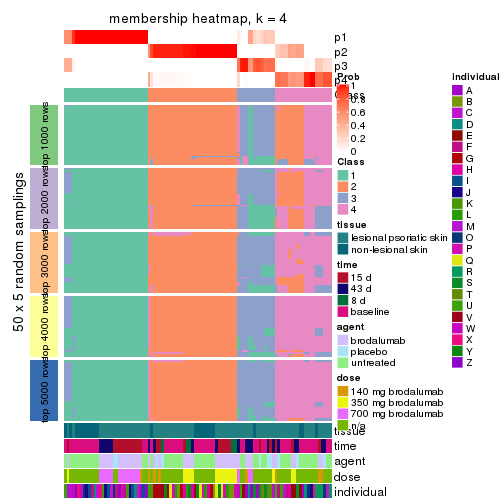 membership heatmap, k = 4
p1
p2
p3
p4
Class
50 x 5 random samplings
top 1000 rows
top 2000 rows
top 3000 rows
top 4000 rows
top 5000 rows
tissue
time
agent
dose
individual
Prob
1
0.8
0.6
0.4
0.2
0
Class
1
2
3
4
tissue
lesional psoriatic skin
non-lesional skin
time
15 d
43 d
8 d
baseline
agent
brodalumab
placebo
untreated
dose
140 mg brodalumab
350 mg brodalumab
700 mg brodalumab
n/a
individual
A
B
C
D
E
F
G
H
I
J
K
L
M
O
P
Q
R
S
T
U
V
W
X
Y
Z